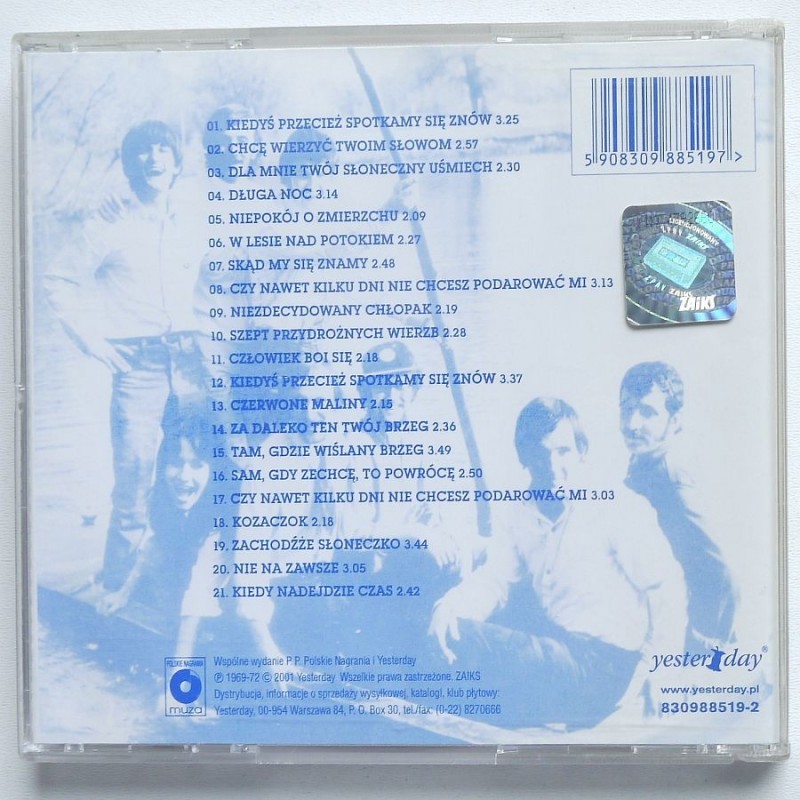 01. KIEDYŚ PRZECIEŻ SPOTKAMY SIĘ ZNÓW 3.25
02. CHCĘ WIERZYĆ TWOIM SŁOWOM 2.57
03. DLA MNIE TWÓJ SŁONECZNY UŚMIECH 2.30
04. DŁUGA NOC 3.14
05. NIEPOKÓJ O ZMIERZCHU 2.09
06. W LESIE NAD POTOKIEM 2.27
07. SKĄD MY SIĘ ZNAMY 2.48
08. CZY NAWET KILKU DNI NIE CHCESZ PODAROWAĆ MI 3.13
09. NIEZDECYDOWANY CHŁOPAK 2.19
10. SZEPT PRZYDROŻNYCH WIERZB 2.28
11. CZŁOWIEK BOI SIĘ 2.18
12. KIEDYŚ PRZECIEŻ SPOTKAMY SIĘ ZNÓW 3.37
13. CZERWONE MALINY 2.15
14. ZA DALEKO TEN TWÓJ BRZEG 2.36
15. TAM, GDZIE WIŚLANY BRZEG 3.49
16. SAM, GDY ZECHCĘ, TO POWRÓCĘ 2.50
17. CZY NAWET KILKU DNI NIE CHCESZ PODAROWAĆ MI 3.03
18. KOZACZOK 2.18
19. ZACHODŹŻE SŁONECZKO 3.44
20. NIE NA ZAWSZE 3.05
21. KIEDY NADEJDZIE CZAS 2.42
5 908309 885197 >
ZAiKS
POLSKIE NAGRANIA
muza
Wspólne wydanie P.P. Polskie Nagrania i Yesterday
℗ 1969-72 © 2001 Yesterday Wszelkie prawa zastrzeżone. ZAIKS
Dystrybucja, informacje o sprzedaży wysyłkowej, katalogi, klub płytowy:
Yesterday, 00-954 Warszawa 84, P.O. Box 30, tel./fax: (0-22) 8270666
yesterday®
www.yesterday.pl
830988519-2